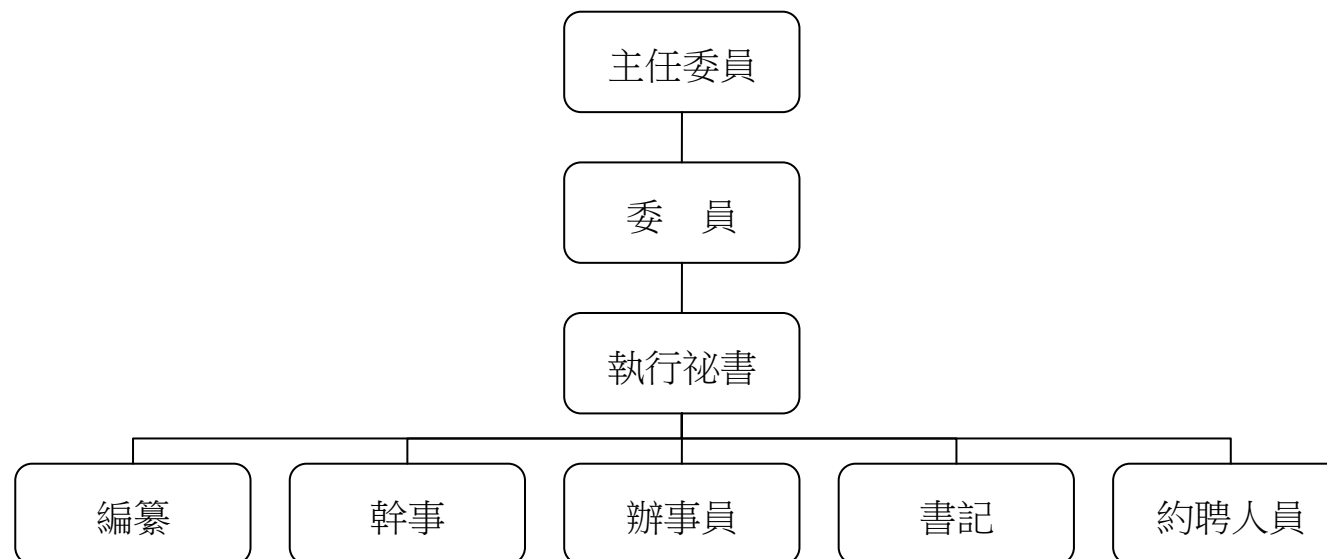 主任委員
委　員
執行祕書
編纂
幹事
辦事員
書記
約聘人員